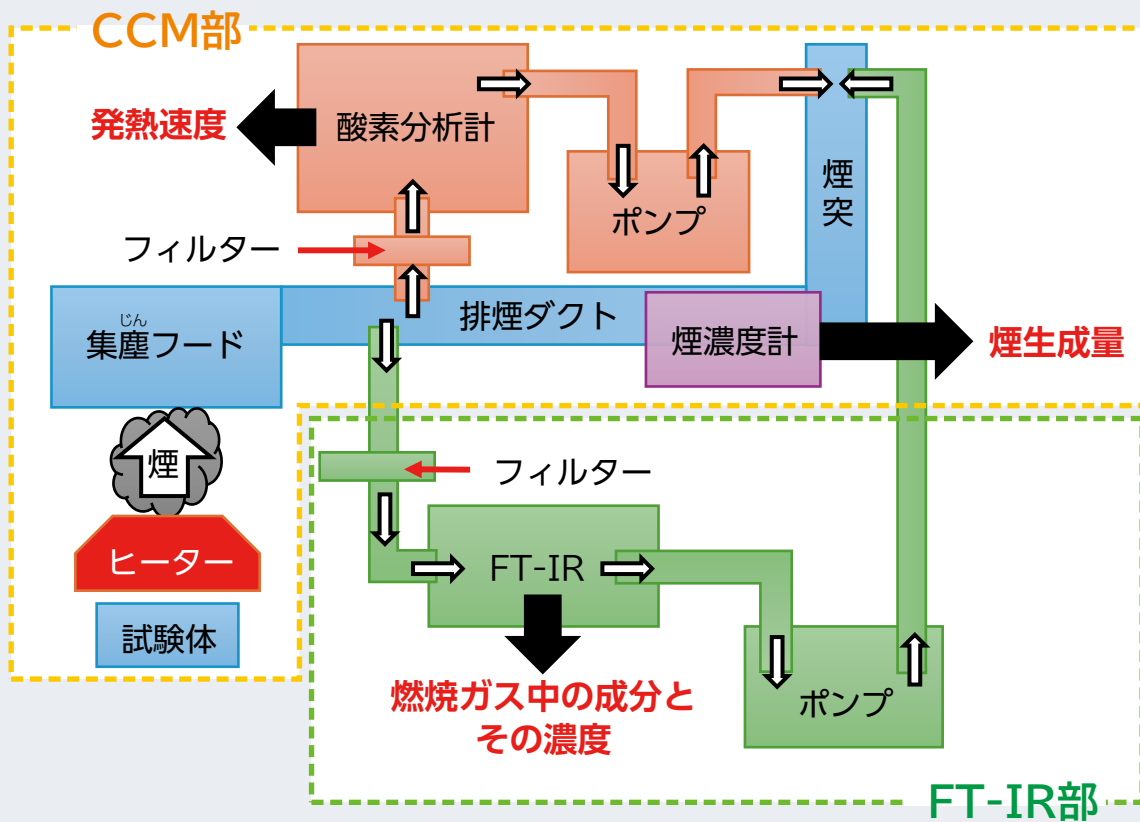 CCM部
発熱速度
酸素分析計
ポンプ
煙突
フィルター
じん
集塵フード
排煙ダクト
煙濃度計
煙生成量
煙
ヒーター
試験体
フィルター
FT-IR
燃焼ガス中の成分と
その濃度
ポンプ
FT-IR部